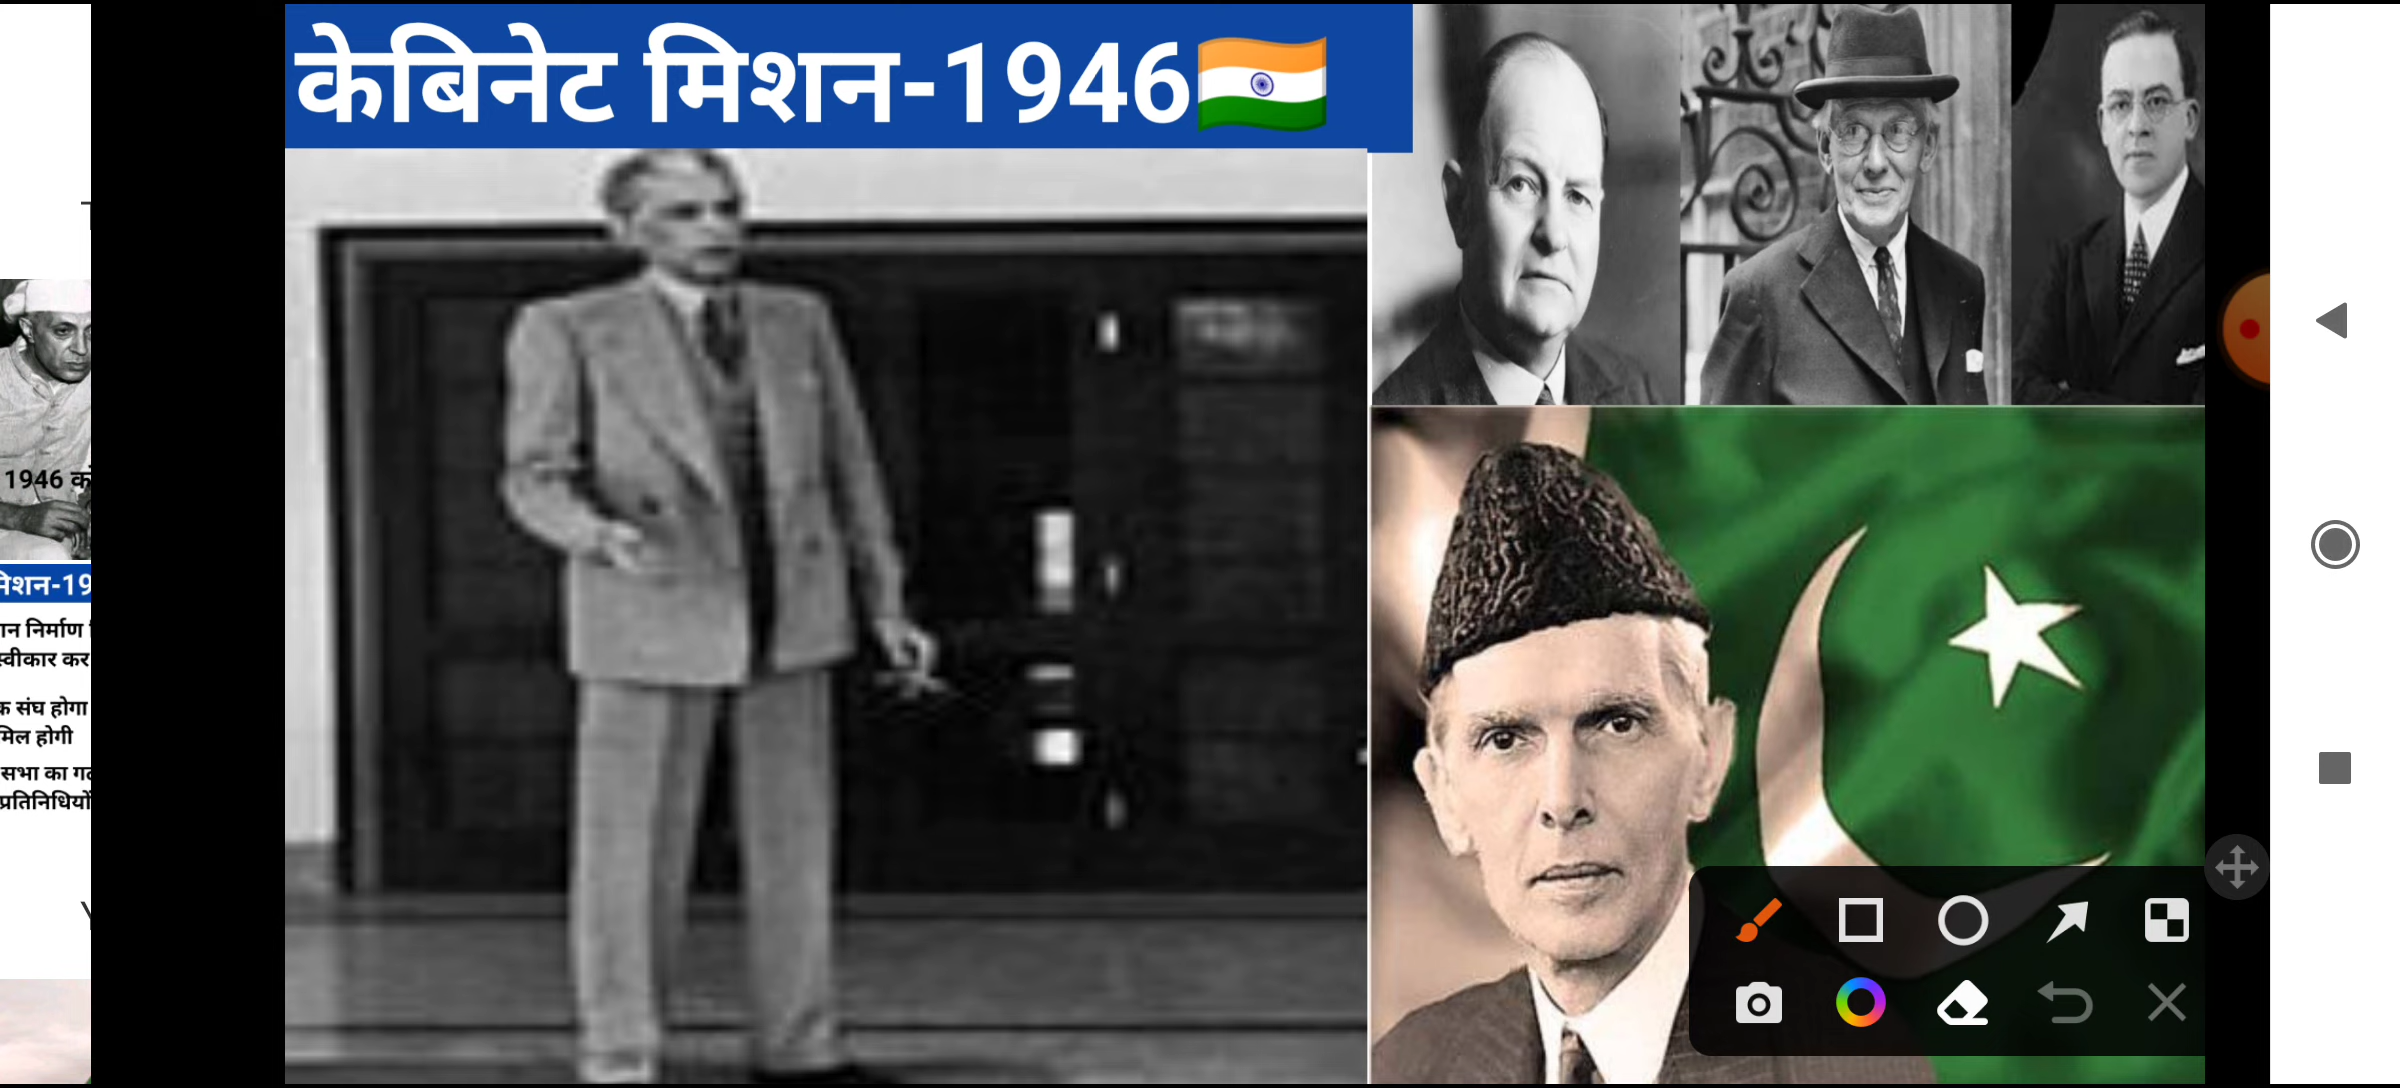 केबिनेट मिशन-1946🇮🇳
1946 को
मिशन-19
निर्माण
स्वीकार कर
संघ होगा
होगी
सभा का
प्रतिनिधियों